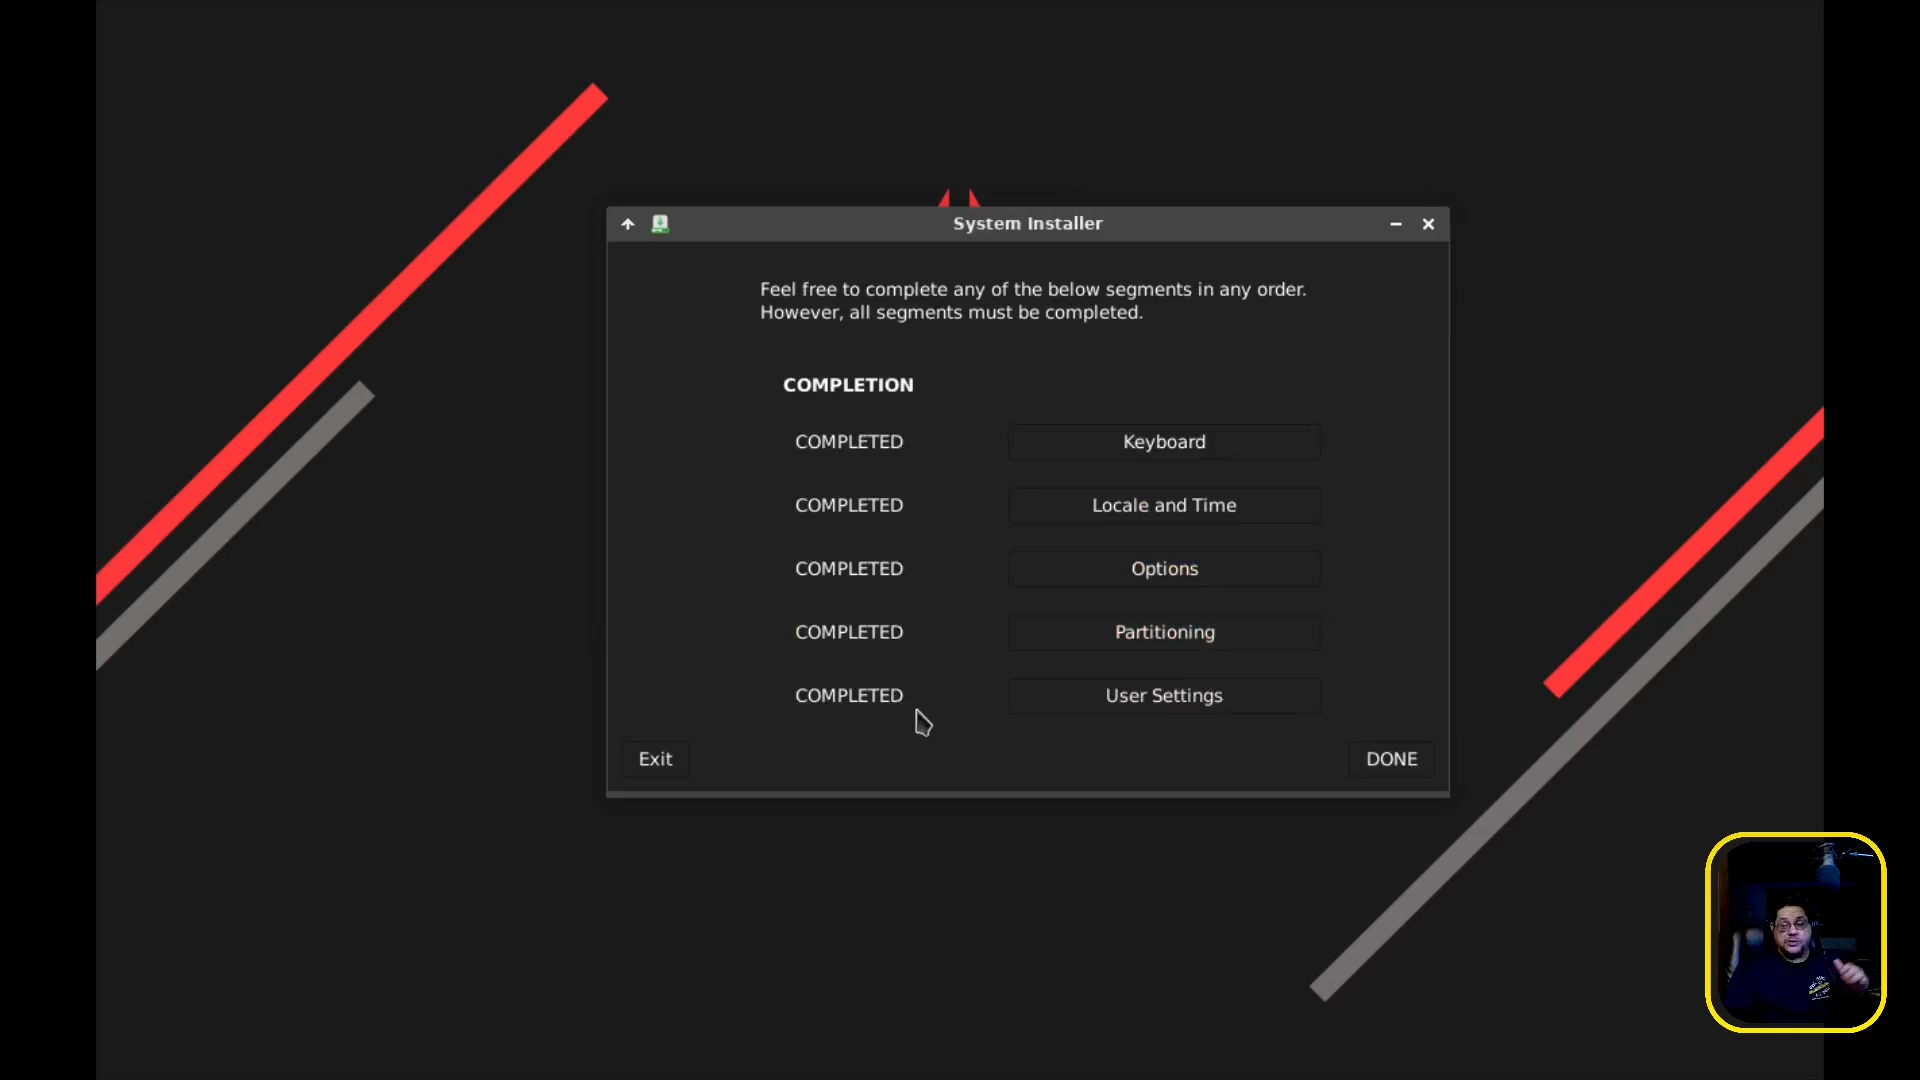 System Installer
Feel free to complete any of the below segments in any order.
However, all segments must be completed.
COMPLETION
COMPLETED Keyboard
COMPLETED Locale and Time
COMPLETED Options
COMPLETED Partitioning
COMPLETED User Settings
Exit DONE